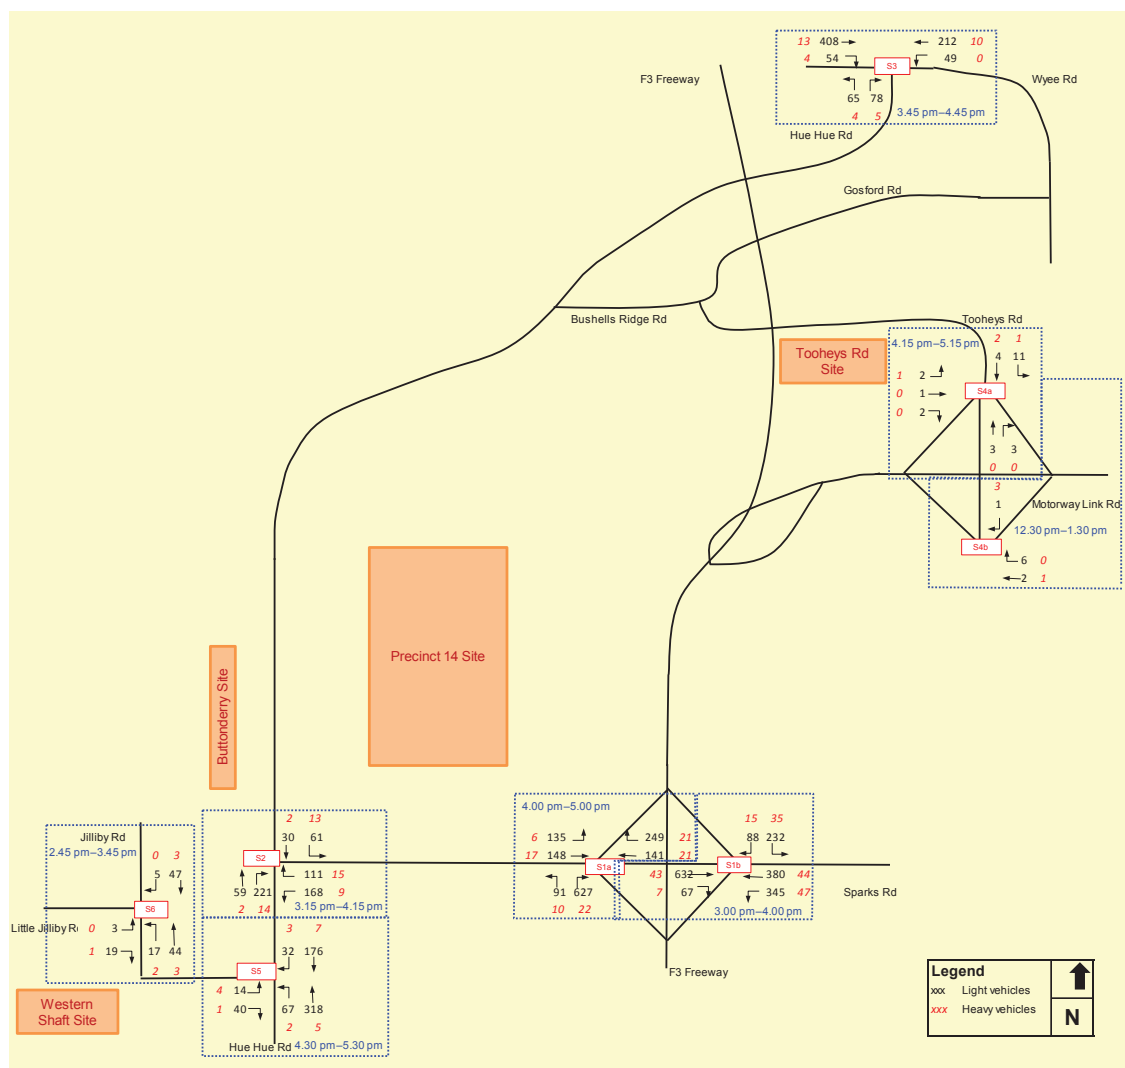 13 408 212 10
4 54 S3 49 0
F3 Freeway
Wyee Rd
65 78
4 5 3.45 pm–4.45 pm
Hue Hue Rd
Gosford Rd
Bushells Ridge Rd
Tooheys Rd
Tooheys Rd
Site
4.15 pm–5.15 pm 2 1
4 11
1 2
0 1 S4a
0 2
3 3
0 0
3
1 Motorway Link Rd
12.30 pm–1.30 pm
S4b
6 0
2 1
Precinct 14 Site
Buttonderry Site
Jilliby Rd
2.45 pm–3.45 pm 0 3
5 47
S6
Little Jilliby R
0 3
1 19 17 44
2 3
Western
Shaft Site
2 13
30 61
S2
111 15
59 221 168 9
2 14 3.15 pm–4.15 pm
3 7
32 176
S5
4 14
1 40 67 318
2 5
Hue Hue Rd 4.30 pm–5.30 pm
4.00 pm–5.00 pm
6 135 249 21
17 148 141 21
S1a
91 627
10 22
15 35
88 232
S1b
43 632 380 44
7 67 345 47
3.00 pm–4.00 pm
Sparks Rd
F3 Freeway
Legend
xxx Light vehicles
xxx Heavy vehicles
N